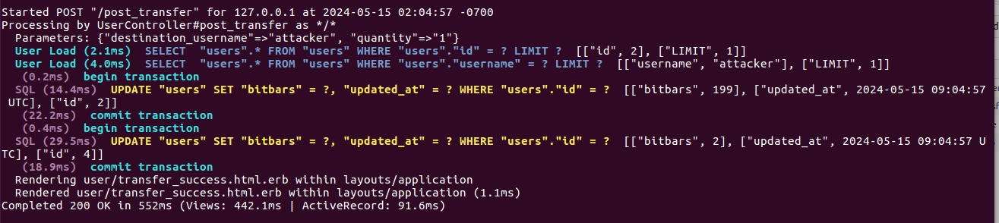 Started POST "/post_transfer" for 127.0.0.1 at 2024-05-15 02:04:57 -0700
Processing by UserController#post_transfer as */*
  Parameters: {"destination_username"=>"attacker", "quantity"=>"1"}
  User Load (2.1ms)  SELECT  "users".* FROM "users" WHERE "users"."id" = ? LIMIT ?  [["id", 2], ["LIMIT", 1]]
  User Load (4.0ms)  SELECT  "users".* FROM "users" WHERE "users"."username" = ? LIMIT ?  [["username", "attacker"], ["LIMIT", 1]]
   (0.2ms)  begin transaction
  SQL (14.4ms)  UPDATE "users" SET "bitbars" = ?, "updated_at" = ? WHERE "users"."id" = ?  [["bitbars", 199], ["updated_at", 2024-05-15 09:04:57
 UTC], ["id", 2]]
   (22.2ms)  commit transaction
   (0.4ms)  begin transaction
  SQL (29.5ms)  UPDATE "users" SET "bitbars" = ?, "updated_at" = ? WHERE "users"."id" = ?  [["bitbars", 2], ["updated_at", 2024-05-15 09:04:57 U
TC], ["id", 4]]
   (18.9ms)  commit transaction
  Rendering user/transfer_success.html.erb within layouts/application
  Rendered user/transfer_success.html.erb within layouts/application (1.1ms)
Completed 200 OK in 552ms (Views: 442.1ms | ActiveRecord: 91.6ms)